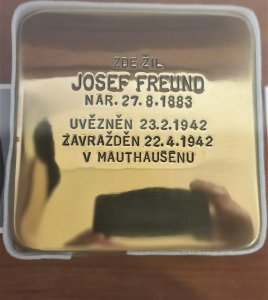 ZDE ŽIL
JOSEF FREUND
NAR. 27.8.1883
UVĚZNĚN 23.2.1942
ZAVRAŽDĚN 22.4.1942
V MAUTHAUSENU